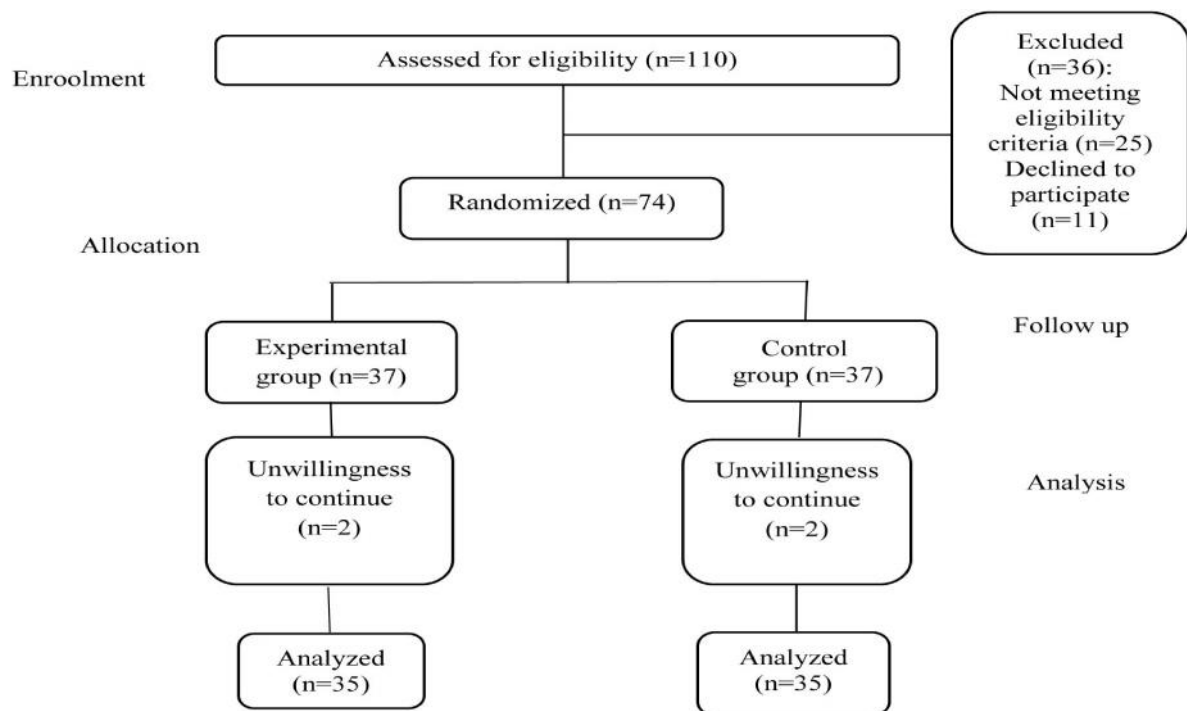 Enroolment
Assessed for eligibility (n=110)
Excluded
(n=36):
Not meeting
eligibility
criteria (n=25)
Declined to
participate
(n=11)
Randomized (n=74)
Allocation
Experimental
group (n=37)
Control
group (n=37)
Follow up
Unwillingness
to continue
(n=2)
Unwillingness
to continue
(n=2)
Analysis
Analyzed
(n=35)
Analyzed
(n=35)